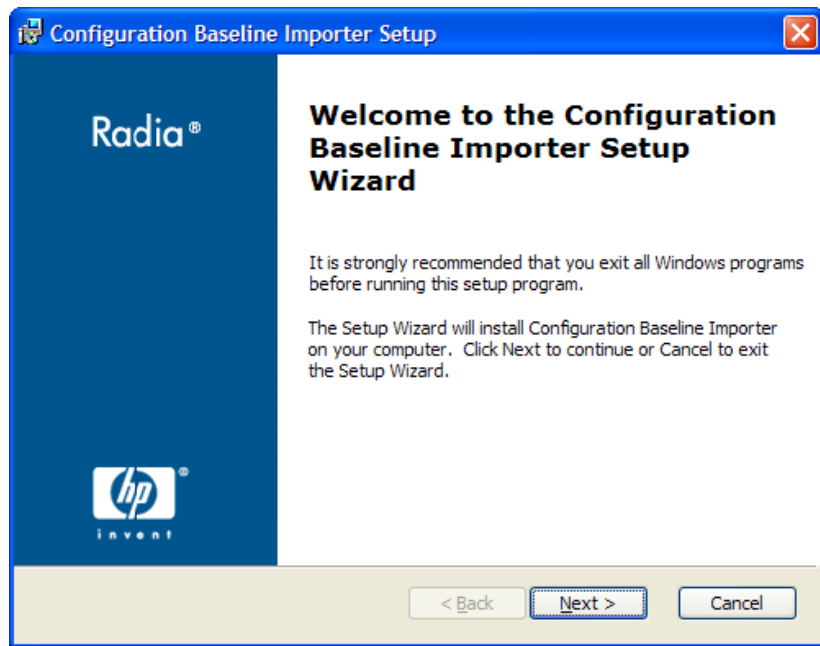 Configuration Baseline Importer Setup
Radia®
Welcome to the Configuration
Baseline Importer Setup
Wizard
It is strongly recommended that you exit all Windows programs
before running this setup program.
The Setup Wizard will install Configuration Baseline Importer
on your computer. Click Next to continue or Cancel to exit
the Setup Wizard.
hp®
invent
< Back
Next >
Cancel